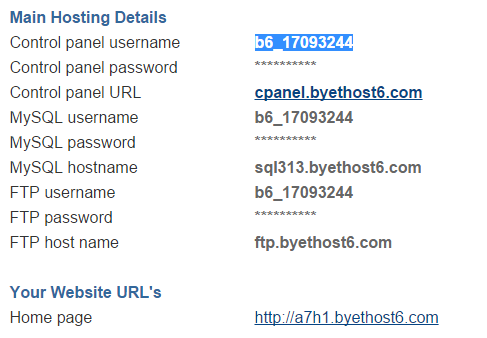 Main Hosting Details
Control panel username b6_17093244
Control panel password **********
Control panel URL cpanel.byethost6.com
MySQL username b6_17093244
MySQL password **********
MySQL hostname sql313.byethost6.com
FTP username b6_17093244
FTP password **********
FTP host name ftp.byethost6.com
Your Website URL's
Home page http://a7h1.byethost6.com